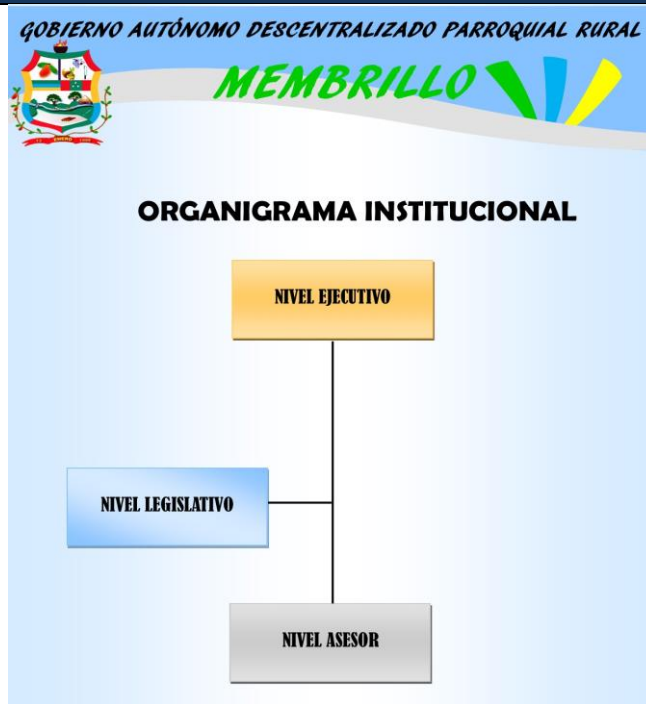 GOBIERNO AUTÓNOMO DESCENTRALIZADO PARROQUIAL RURAL
MEMBRILLO
ORGANIGRAMA INSTITUCIONAL
NIVEL EJECUTIVO
NIVEL LEGISLATIVO
NIVEL ASESOR